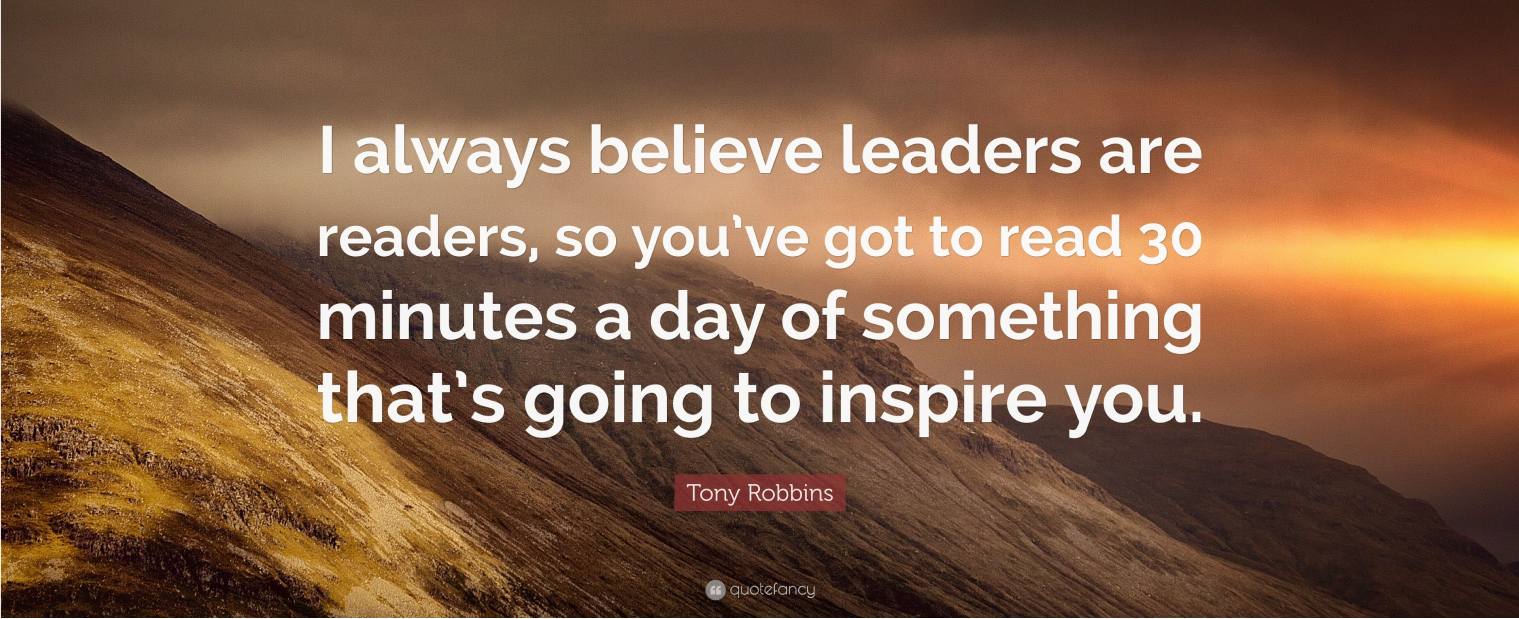 I always believe leaders are
readers, so you’ve got to read 30
minutes a day of something
that’s going to inspire you.
Tony Robbins
quotefancy